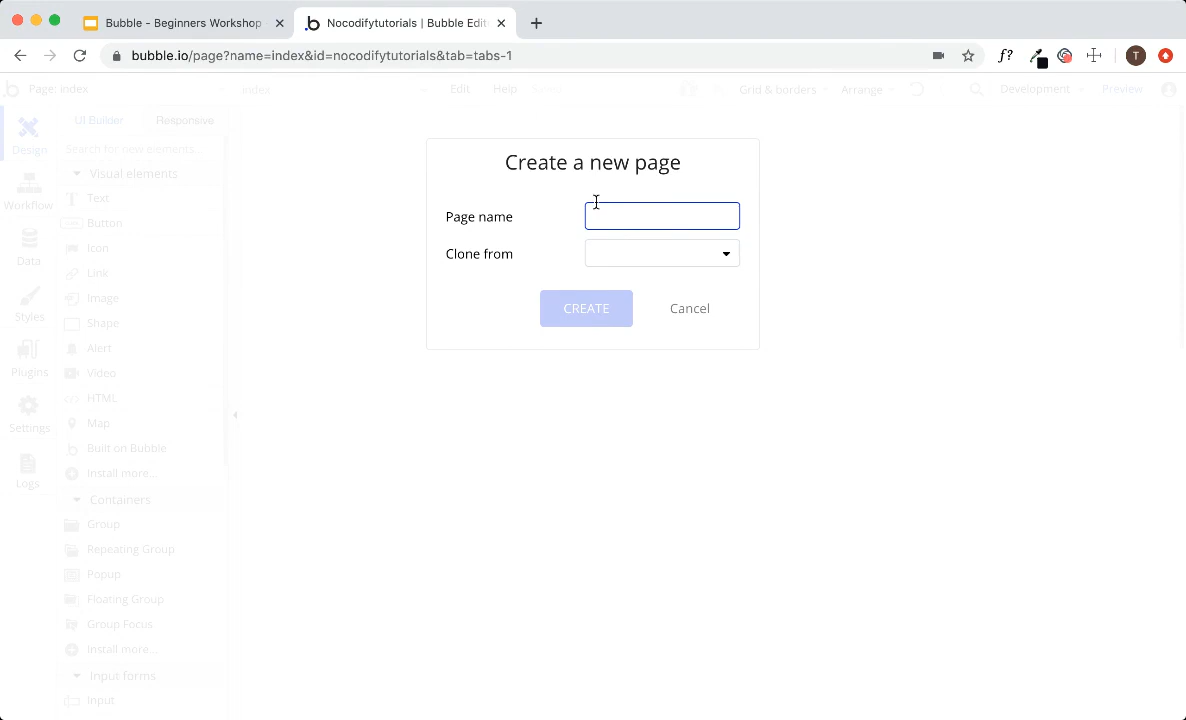 Bubble - Beginners Workshop
Nocodifytutorials | Bubble Edit
bubble.io/page?name=index&id=nocodifytutorials&tab=tabs-1
f?
T
Page: index
index
Edit
Help
Grid & borders
Arrange
Development
Preview
UI Builder
Responsive
Search for new elements...
Design
Workflow
Data
Styles
Plugins
Settings
Logs
Visual elements
Text
Button
Icon
Link
Image
Shape
Alert
Video
HTML
Map
Built on Bubble
Install more...
Containers
Group
Repeating Group
Popup
Floating Group
Group Focus
Install more...
Input forms
Input
Create a new page
Page name
Clone from
CREATE
Cancel